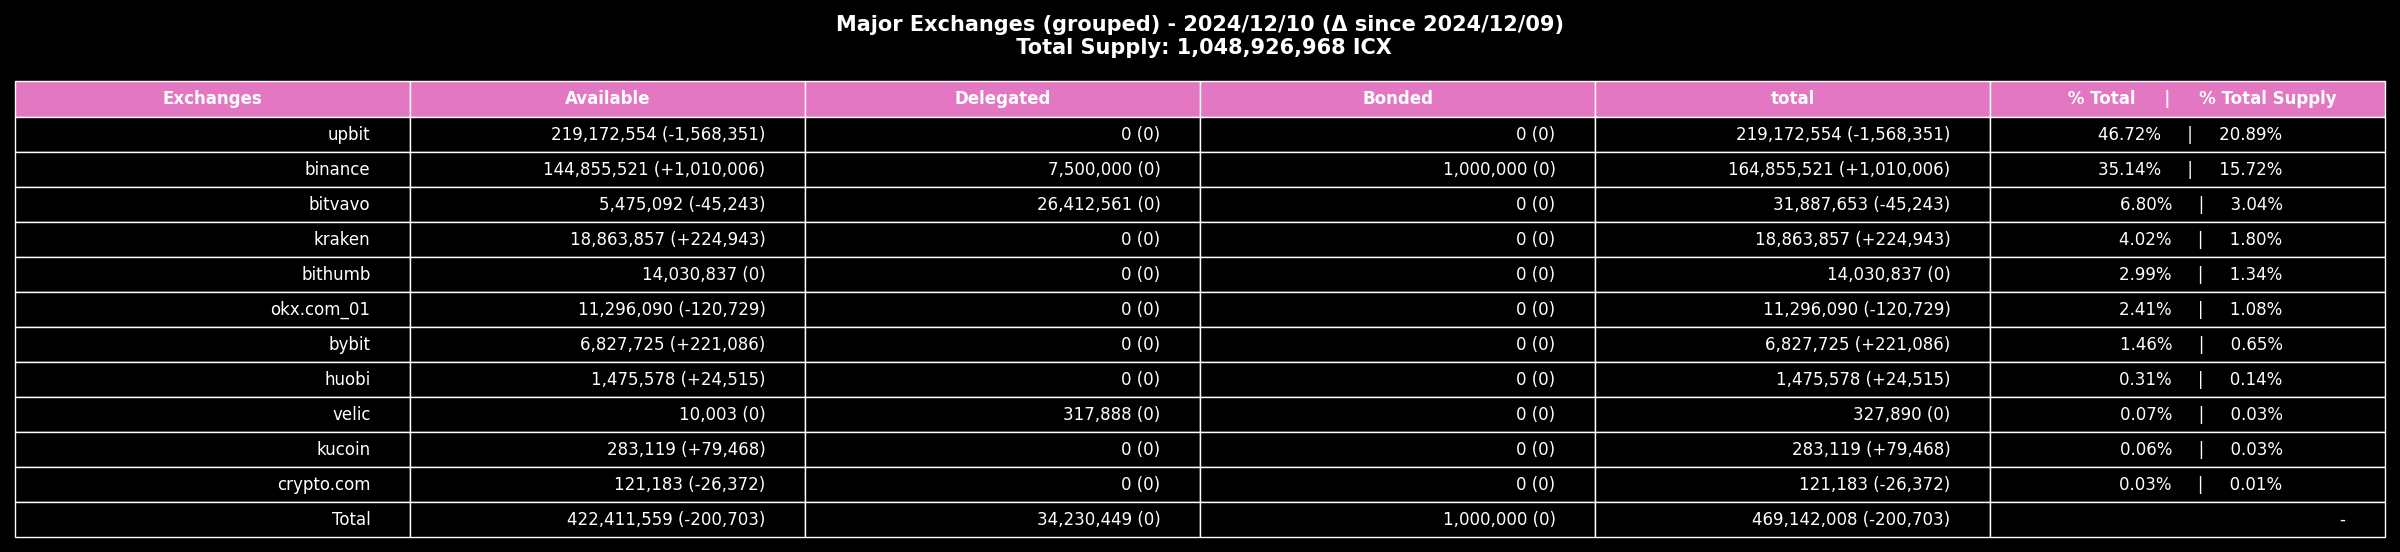 Major Exchanges (grouped) - 2024/12/10 (Δ since 2024/12/09)
Total Supply: 1,048,926,968 ICX
Exchanges Available Delegated Bonded total % Total | % Total Supply
upbit 219,172,554 (-1,568,351) 0 (0) 0 (0) 219,172,554 (-1,568,351) 46.72% | 20.89%
binance 144,855,521 (+1,010,006) 7,500,000 (0) 1,000,000 (0) 164,855,521 (+1,010,006) 35.14% | 15.72%
bitvavo 5,475,092 (-45,243) 26,412,561 (0) 0 (0) 31,887,653 (-45,243) 6.80% | 3.04%
kraken 18,863,857 (+224,943) 0 (0) 0 (0) 18,863,857 (+224,943) 4.02% | 1.80%
bithumb 14,030,837 (0) 0 (0) 0 (0) 14,030,837 (0) 2.99% | 1.34%
okx.com_01 11,296,090 (-120,729) 0 (0) 0 (0) 11,296,090 (-120,729) 2.41% | 1.08%
bybit 6,827,725 (+221,086) 0 (0) 0 (0) 6,827,725 (+221,086) 1.46% | 0.65%
huobi 1,475,578 (+24,515) 0 (0) 0 (0) 1,475,578 (+24,515) 0.31% | 0.14%
velic 10,003 (0) 317,888 (0) 0 (0) 327,890 (0) 0.07% | 0.03%
kucoin 283,119 (+79,468) 0 (0) 0 (0) 283,119 (+79,468) 0.06% | 0.03%
crypto.com 121,183 (-26,372) 0 (0) 0 (0) 121,183 (-26,372) 0.03% | 0.01%
Total 422,411,559 (-200,703) 34,230,449 (0) 1,000,000 (0) 469,142,008 (-200,703) -